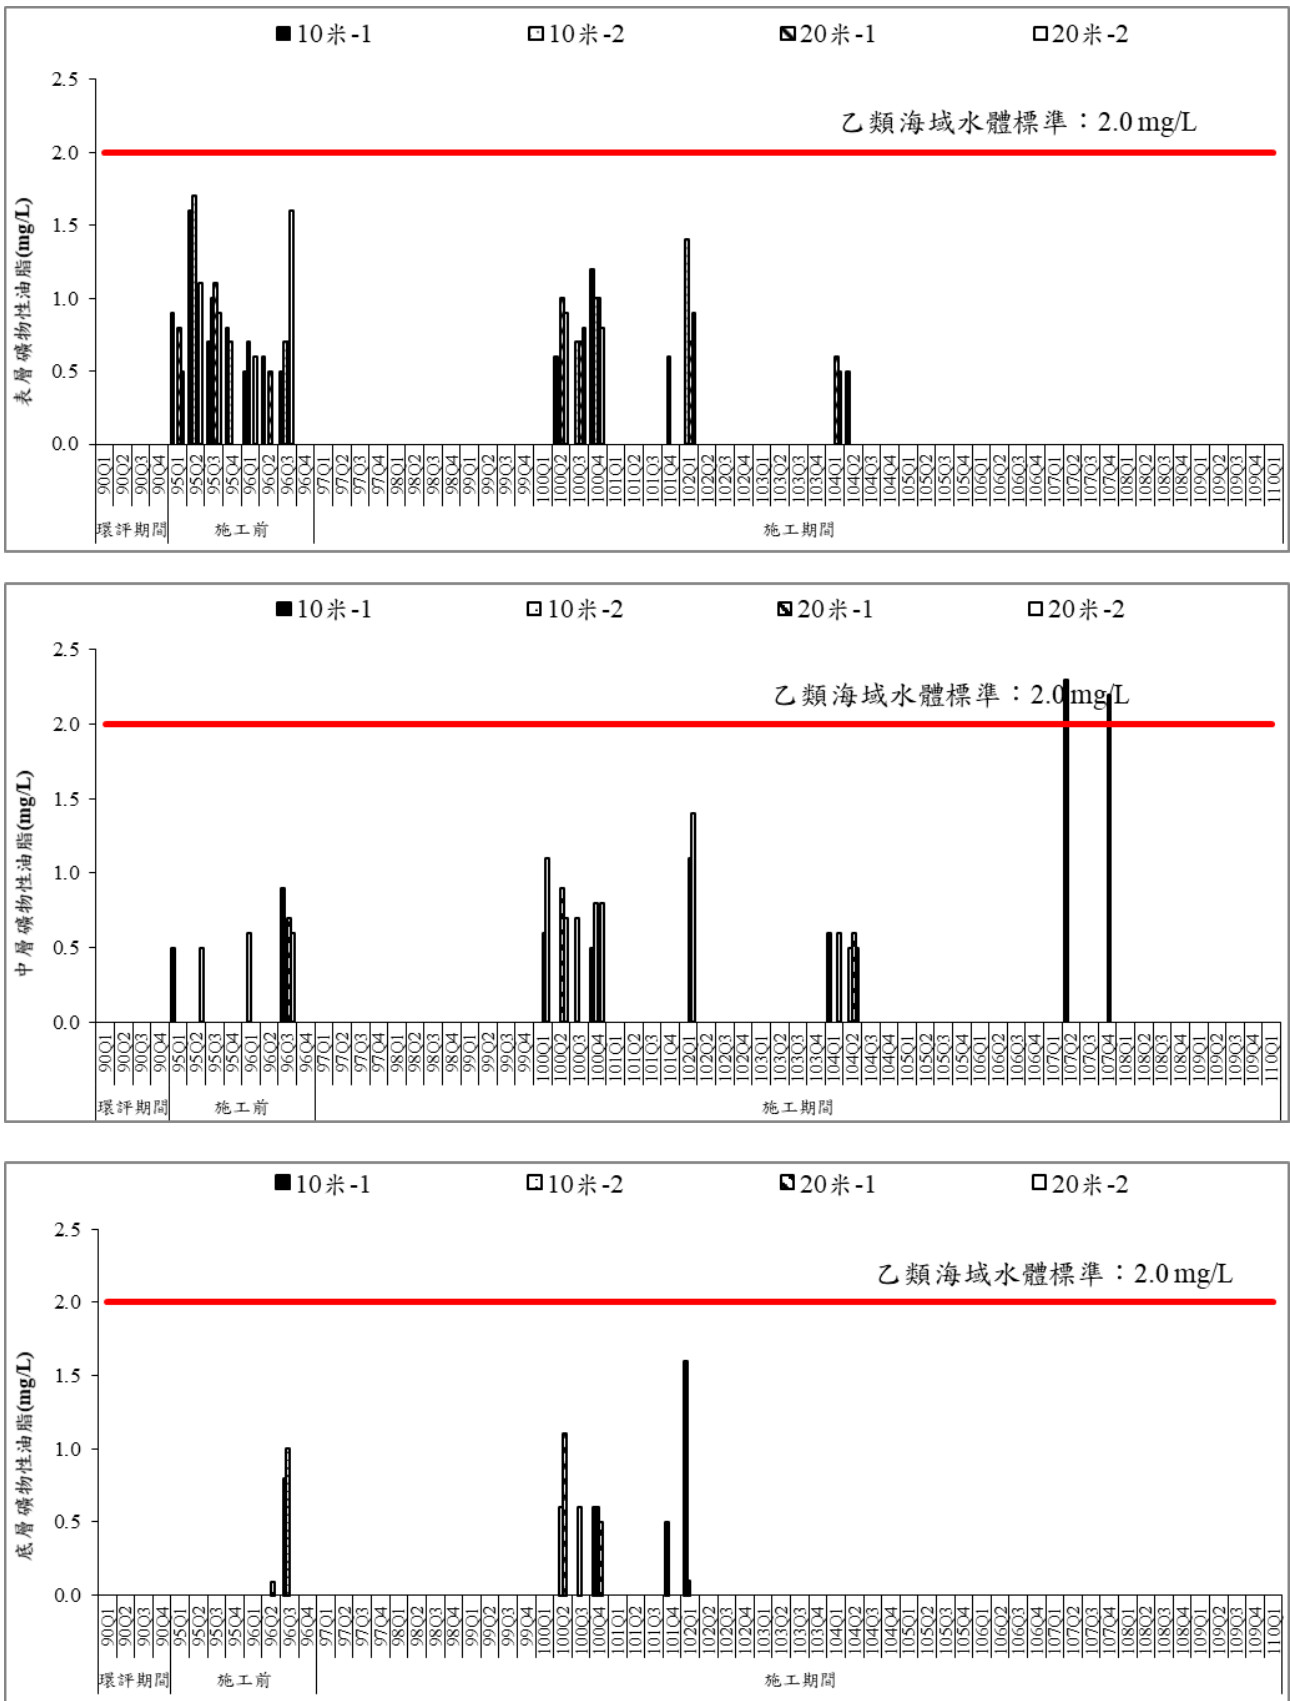 ■10米-1 □10米-2 20米-1 □20米-2
2.5
乙類海域水體標準：2.0 mg/L
2.0
1.5
1.0
0.5
0.0
表層礦物性油脂(mg/L)
90Q1 90Q2 90Q3 90Q4 95Q1 95Q2 95Q3 95Q4 96Q1 96Q2 96Q3 96Q4 97Q1 97Q2 97Q3 97Q4 98Q1 98Q2 98Q3 98Q4 99Q1 99Q2 99Q3 99Q4 100Q1 100Q2 100Q3 100Q4 101Q1 101Q2 101Q3 101Q4 102Q1 102Q2 102Q3 102Q4 103Q1 103Q2 103Q3 103Q4 104Q1 104Q2 104Q3 104Q4 105Q1 105Q2 105Q3 105Q4 106Q1 106Q2 106Q3 106Q4 107Q1 107Q2 107Q3 107Q4 108Q1 108Q2 108Q3 108Q4 109Q1 109Q2 109Q3 109Q4 110Q1
環評期間 施工前 施工期間
■10米-1 □10米-2 20米-1 □20米-2
2.5
乙類海域水體標準：2.0 mg/L
2.0
1.5
1.0
0.5
0.0
中層礦物性油脂(mg/L)
90Q1 90Q2 90Q3 90Q4 95Q1 95Q2 95Q3 95Q4 96Q1 96Q2 96Q3 96Q4 97Q1 97Q2 97Q3 97Q4 98Q1 98Q2 98Q3 98Q4 99Q1 99Q2 99Q3 99Q4 100Q1 100Q2 100Q3 100Q4 101Q1 101Q2 101Q3 101Q4 102Q1 102Q2 102Q3 102Q4 103Q1 103Q2 103Q3 103Q4 104Q1 104Q2 104Q3 104Q4 105Q1 105Q2 105Q3 105Q4 106Q1 106Q2 106Q3 106Q4 107Q1 107Q2 107Q3 107Q4 108Q1 108Q2 108Q3 108Q4 109Q1 109Q2 109Q3 109Q4 110Q1
環評期間 施工前 施工期間
■10米-1 □10米-2 20米-1 □20米-2
2.5
乙類海域水體標準：2.0 mg/L
2.0
1.5
1.0
0.5
0.0
底層礦物性油脂(mg/L)
90Q1 90Q2 90Q3 90Q4 95Q1 95Q2 95Q3 95Q4 96Q1 96Q2 96Q3 96Q4 97Q1 97Q2 97Q3 97Q4 98Q1 98Q2 98Q3 98Q4 99Q1 99Q2 99Q3 99Q4 100Q1 100Q2 100Q3 100Q4 101Q1 101Q2 101Q3 101Q4 102Q1 102Q2 102Q3 102Q4 103Q1 103Q2 103Q3 103Q4 104Q1 104Q2 104Q3 104Q4 105Q1 105Q2 105Q3 105Q4 106Q1 106Q2 106Q3 106Q4 107Q1 107Q2 107Q3 107Q4 108Q1 108Q2 108Q3 108Q4 109Q1 109Q2 109Q3 109Q4 110Q1
環評期間 施工前 施工期間